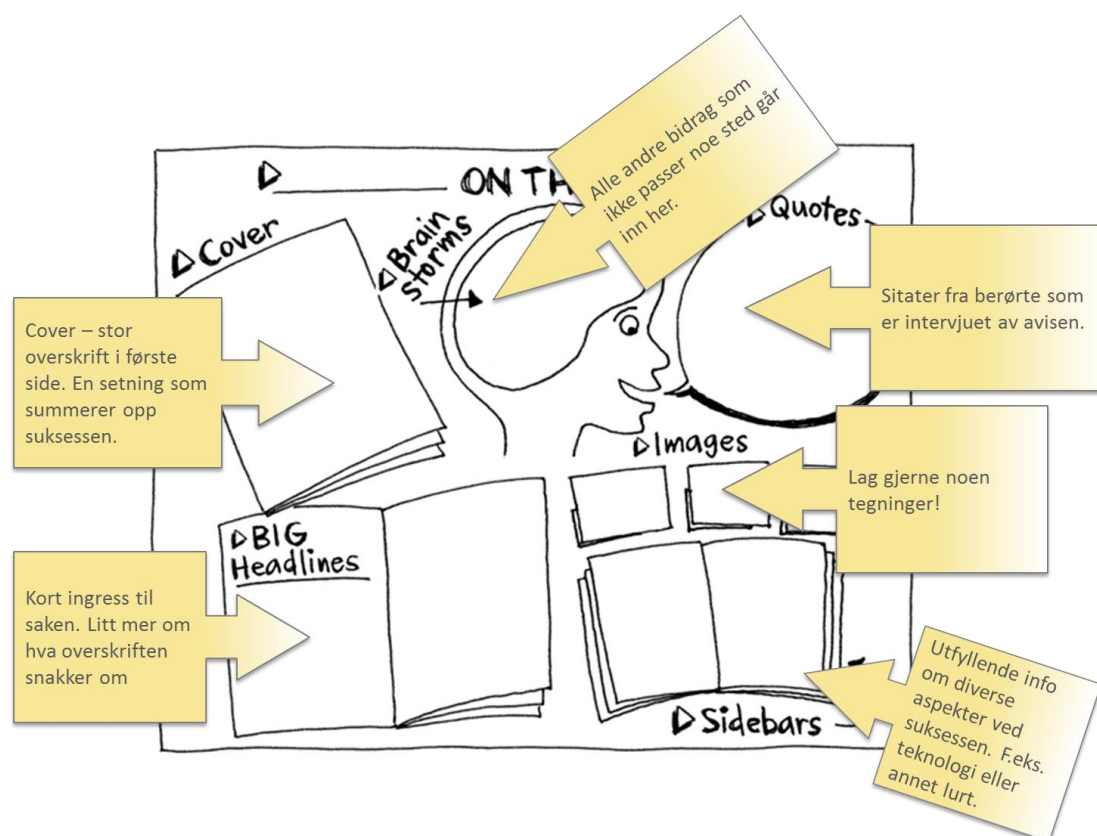 ON TH
Alle andre bidrag som
ikke passer noe sted går
inn her.
Cover
Brain
Storms
Quotes
Cover – stor
overskrift i første
side. En setning som
summerer opp
suksessen.
Sitater fra berørte som
er intervjuet av avisen.
Images
Lag gjerne noen
tegninger!
BIG
Headlines
Kort ingress til
saken. Litt mer om
hva overskriften
snakker om
Sidebars
Utfyllende info
om diverse
aspekter ved
suksessen. F.eks.
teknologi eller
annet lurt.